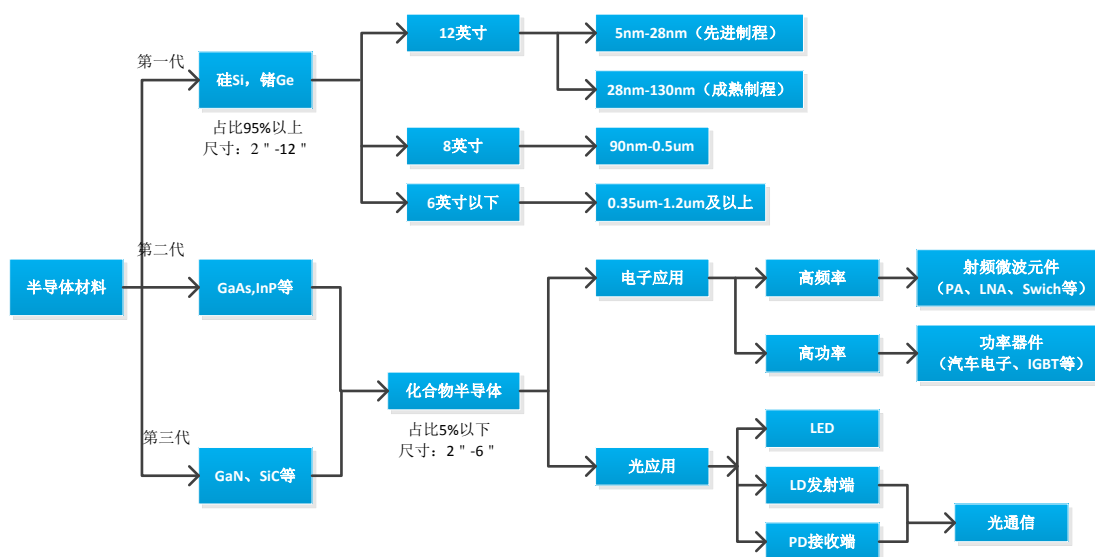 半导体材料
第一代
硅Si，锗Ge
占比95%以上
尺寸：2＂-12＂
12英寸
5nm-28nm（先进制程）
28nm-130nm（成熟制程）
8英寸
90nm-0.5um
6英寸以下
0.35um-1.2um及以上
第二代
GaAs,InP等
第三代
GaN、SiC等
化合物半导体
占比5%以下
尺寸：2＂-6＂
电子应用
高频率
射频微波元件
（PA、LNA、Swich等）
高功率
功率器件
（汽车电子、IGBT等）
光应用
LED
LD发射端
PD接收端
光通信